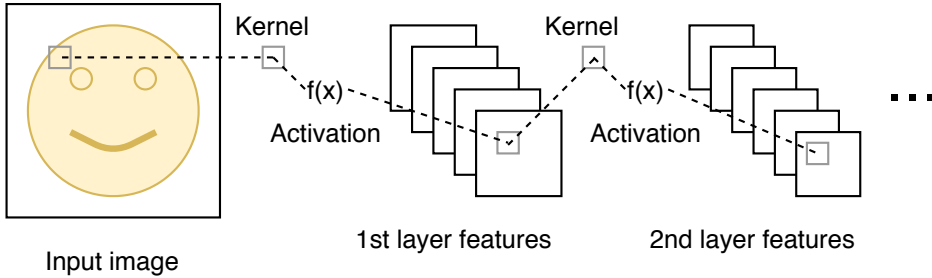 Kernel
Kernel
f(x)
f(x)
Activation
Activation
1st layer features
2nd layer features
Input image
...